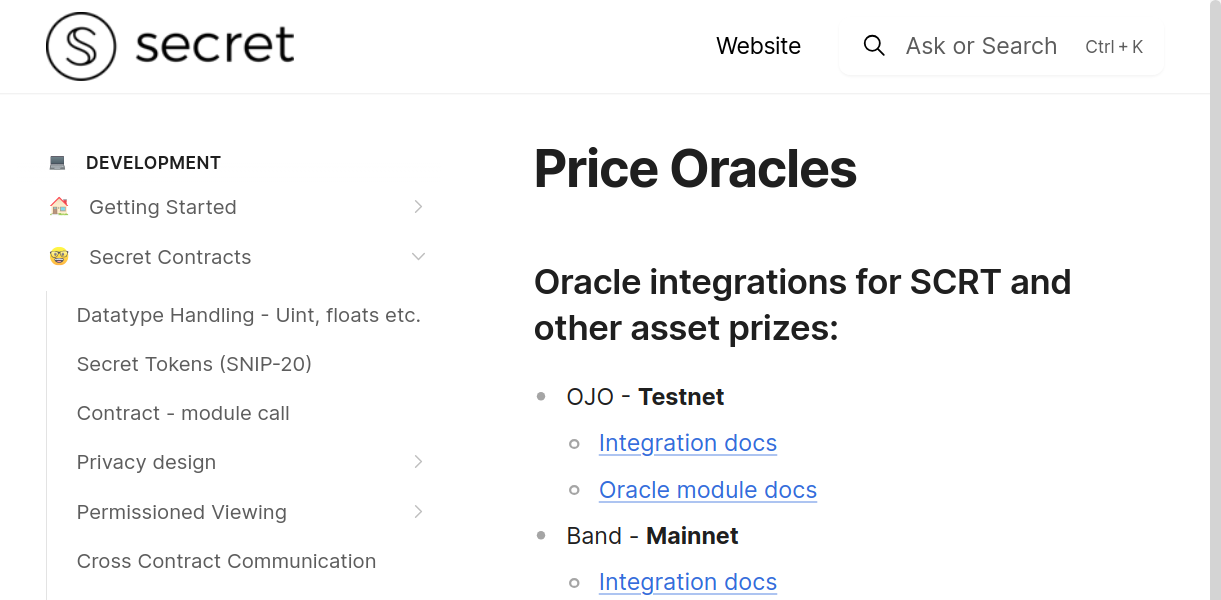 secret
Website
Ask or Search
Ctrl + K
DEVELOPMENT
Getting Started
Secret Contracts
Datatype Handling - Uint, floats etc.
Secret Tokens (SNIP-20)
Contract - module call
Privacy design
Permissioned Viewing
Cross Contract Communication
Price Oracles
Oracle integrations for SCRT and
other asset prizes:
OJO - Testnet
Integration docs
Oracle module docs
Band - Mainnet
Integration docs